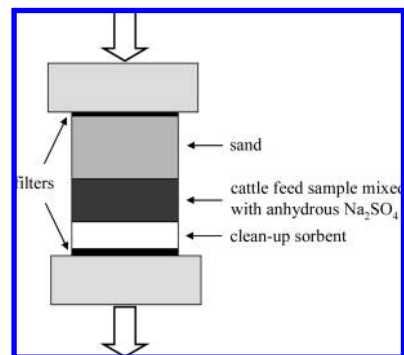 sand
filters
cattle feed sample mixed
with anhydrous Na₂SO₄
clean-up sorbent